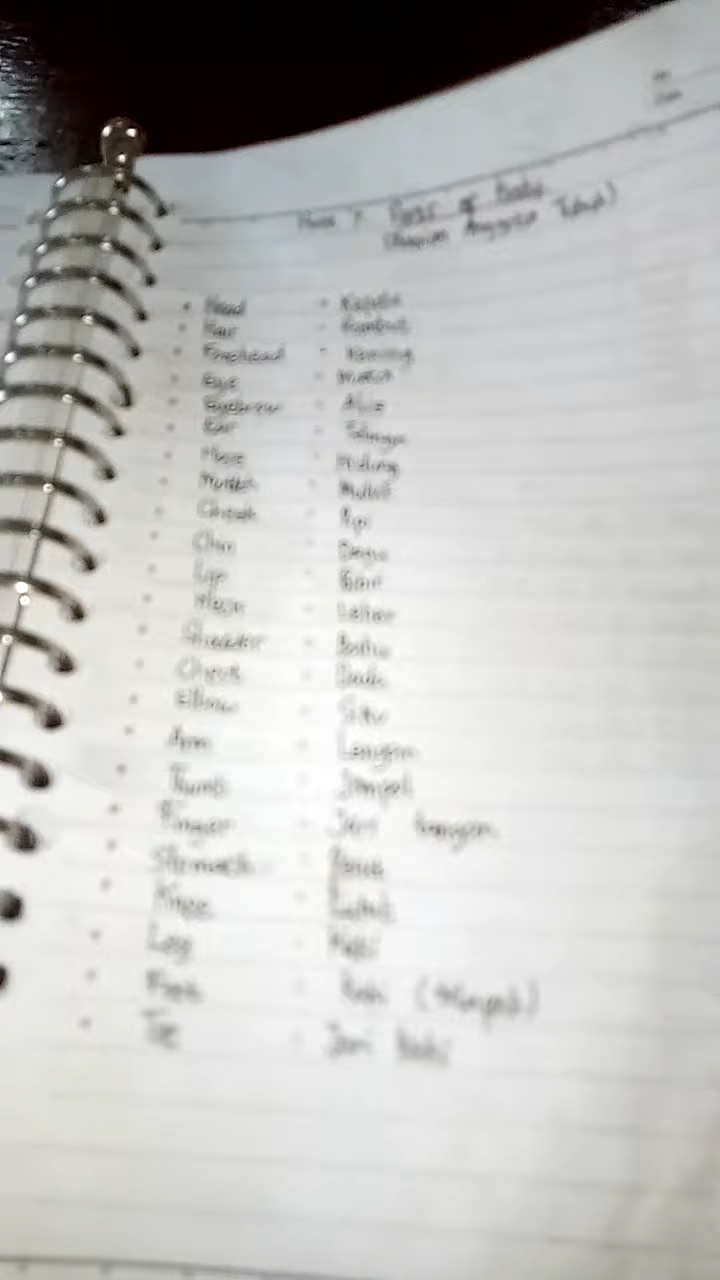 Part of Body
(Bagian Anggota Tubuh)
Head - Kepala
Hair - Rambut
Forehead - Kening
Eye - Mata
Eyebrow - Alis
Ear - Telinga
Nose - Hidung
Mouth - Mulut
Cheek - Pipi
Chin - Dagu
Lip - Bibir
Neck - Leher
Shoulder - Bahu
Chest - Dada
Elbow - Siku
Arm - Lengan
Thumb - Jempol
Finger - Jari tangan
Stomach - Perut
Knee - Lutut
Leg - Kaki
Feet - Kaki (telapak)
Toe - Jari kaki